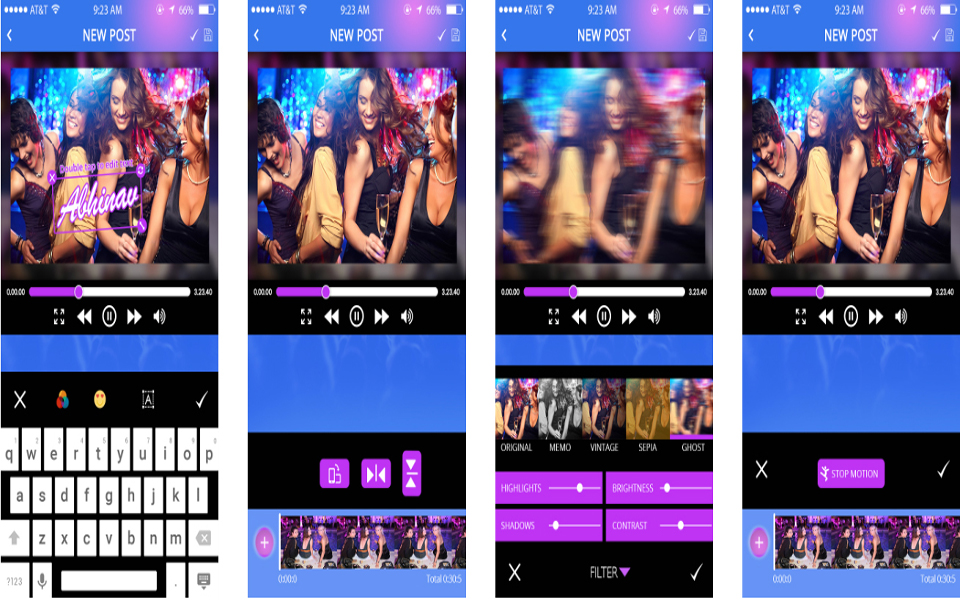 AT&T 9:23 AM 66%
NEW POST
Double tap to edit text
Abhinav
0.00.00 3.23.40
q w e r t y u i o p
1 2 3 4 5 6 7 8 9 0
a s d f g h j k l
z x c v b n m
?123 .
AT&T 9:23 AM 66%
NEW POST
0.00.00 3.23.40
0:00:0 Total 0:30:5
AT&T 9:23 AM 66%
NEW POST
0.00.00 3.23.40
ORIGINAL MEMO VINTAGE SEPIA GHOST
HIGHLIGHTS BRIGHTNESS
SHADOWS CONTRAST
FILTER
AT&T 9:23 AM 66%
NEW POST
0.00.00 3.23.40
STOP MOTION
0:00:0 Total 0:30:5